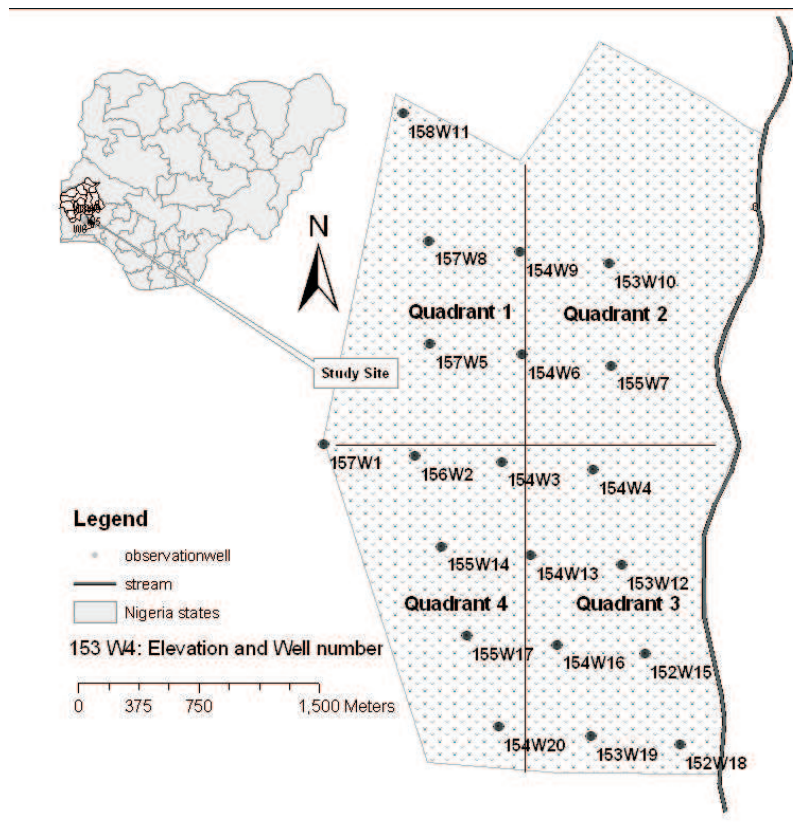 158W11
N
157W8
154W9
153W10
Quadrant 1
Quadrant 2
157W5
154W6
155W7
Study Site
157W1
156W2
154W3
154W4
Legend
observationwell
stream
Nigeria states
153 W4: Elevation and Well number
0 375 750 1,500 Meters
155W14
154W13
153W12
Quadrant 4
Quadrant 3
155W17
154W16
152W15
154W20
153W19
152W18